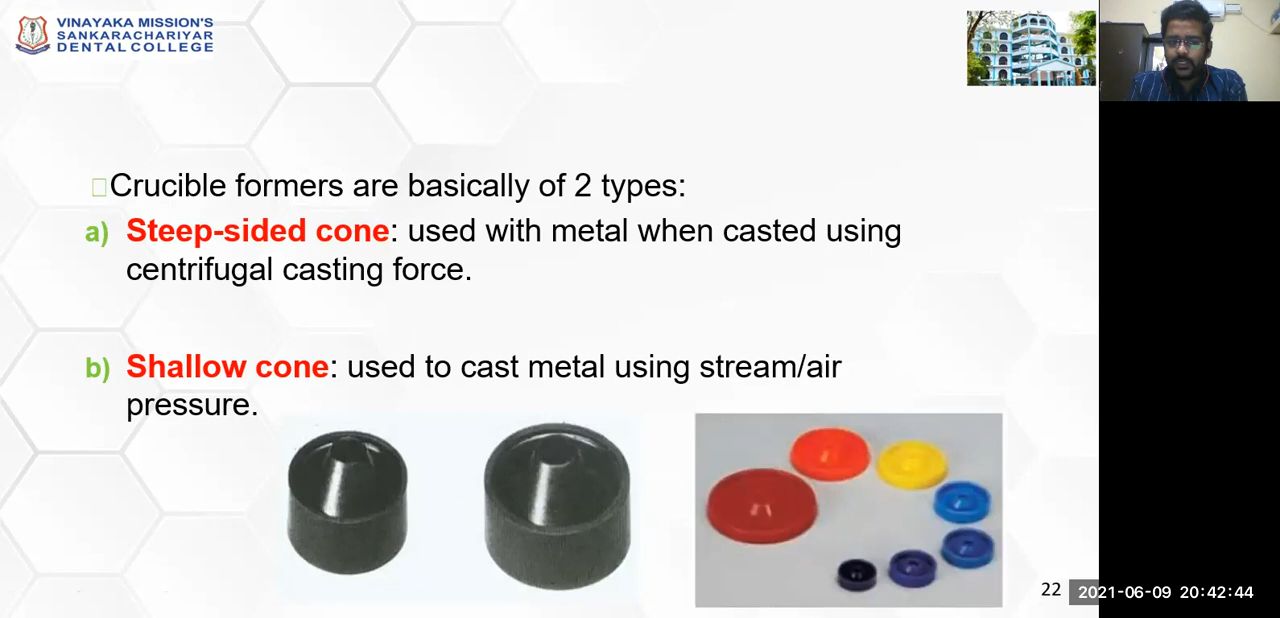 VINAYAKA MISSION'S
SANKARACHARIYAR
DENTAL COLLEGE
Crucible formers are basically of 2 types:
a) Steep-sided cone: used with metal when casted using
centrifugal casting force.
b) Shallow cone: used to cast metal using stream/air
pressure.
22
2021-06-09 20:42:44